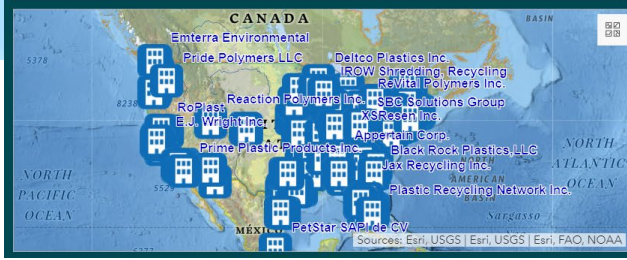 CANADA
BASIN
Emterra Environmental
5378
Pride Polymers LLC
Deltco Plastics Inc.
IROW Shredding, Recycling
ReVital Polymers Inc.
8238
Reaction Polymers Inc.
SBC Solutions Group
RoPlast
XSResen Inc.
E.J. Wright Inc.
Appertain Corp.
Prime Plastic Products, Inc.
Black Rock Plastics, LLC
NORTH
ATLANTIC
OCEAN
Jax Recycling inc.
NORTH
AMERICAN
BASIN
NORTH
PACIFIC
OCEAN
Plastic Recycling Network Inc.
Sargasso
PetStar SAPI de CV
MÉXICO
Sources: Esri, USGS | Esri, USGS | Esri, FAO, NOAA